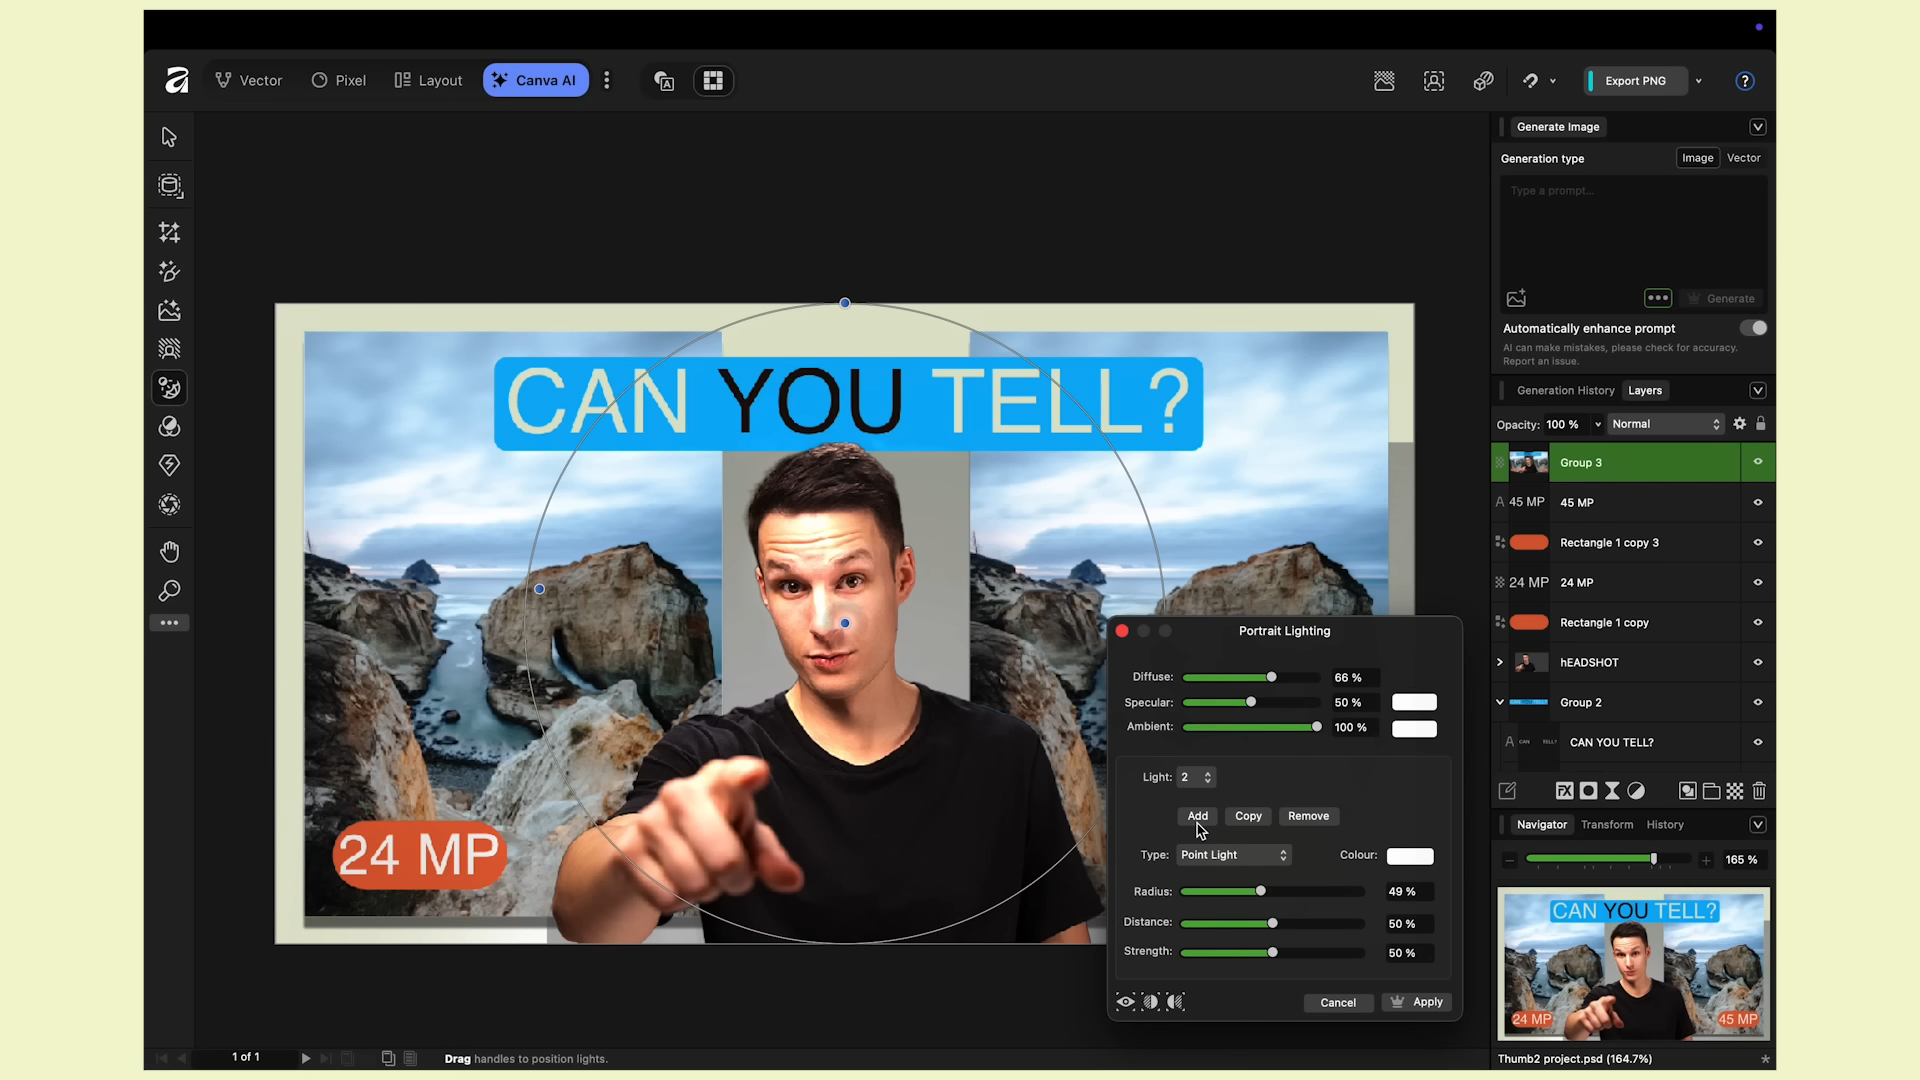 Vector
Pixel
Layout
Canva AI
Export PNG
?
Generate Image
Generation type
Image
Vector
Type a prompt...
Generate
Automatically enhance prompt
AI can make mistakes, please check for accuracy.
Report an issue.
Generation History
Layers
Opacity: 100 %
Normal
Group 3
A 45 MP 45 MP
Rectangle 1 copy 3
24 MP 24 MP
Rectangle 1 copy
hEADSHOT
Group 2
A CAN TELL? CAN YOU TELL?
FX
Navigator
Transform
History
165 %
CAN YOU TELL?
24 MP
45 MP
Thumb2 project.psd (164.7%)
CAN YOU TELL?
24 MP
Portrait Lighting
Diffuse: 66 %
Specular: 50 %
Ambient: 100 %
Light: 2
Add
Copy
Remove
Type: Point Light
Colour:
Radius: 49 %
Distance: 50 %
Strength: 50 %
Cancel
Apply
1 of 1
Drag handles to position lights.